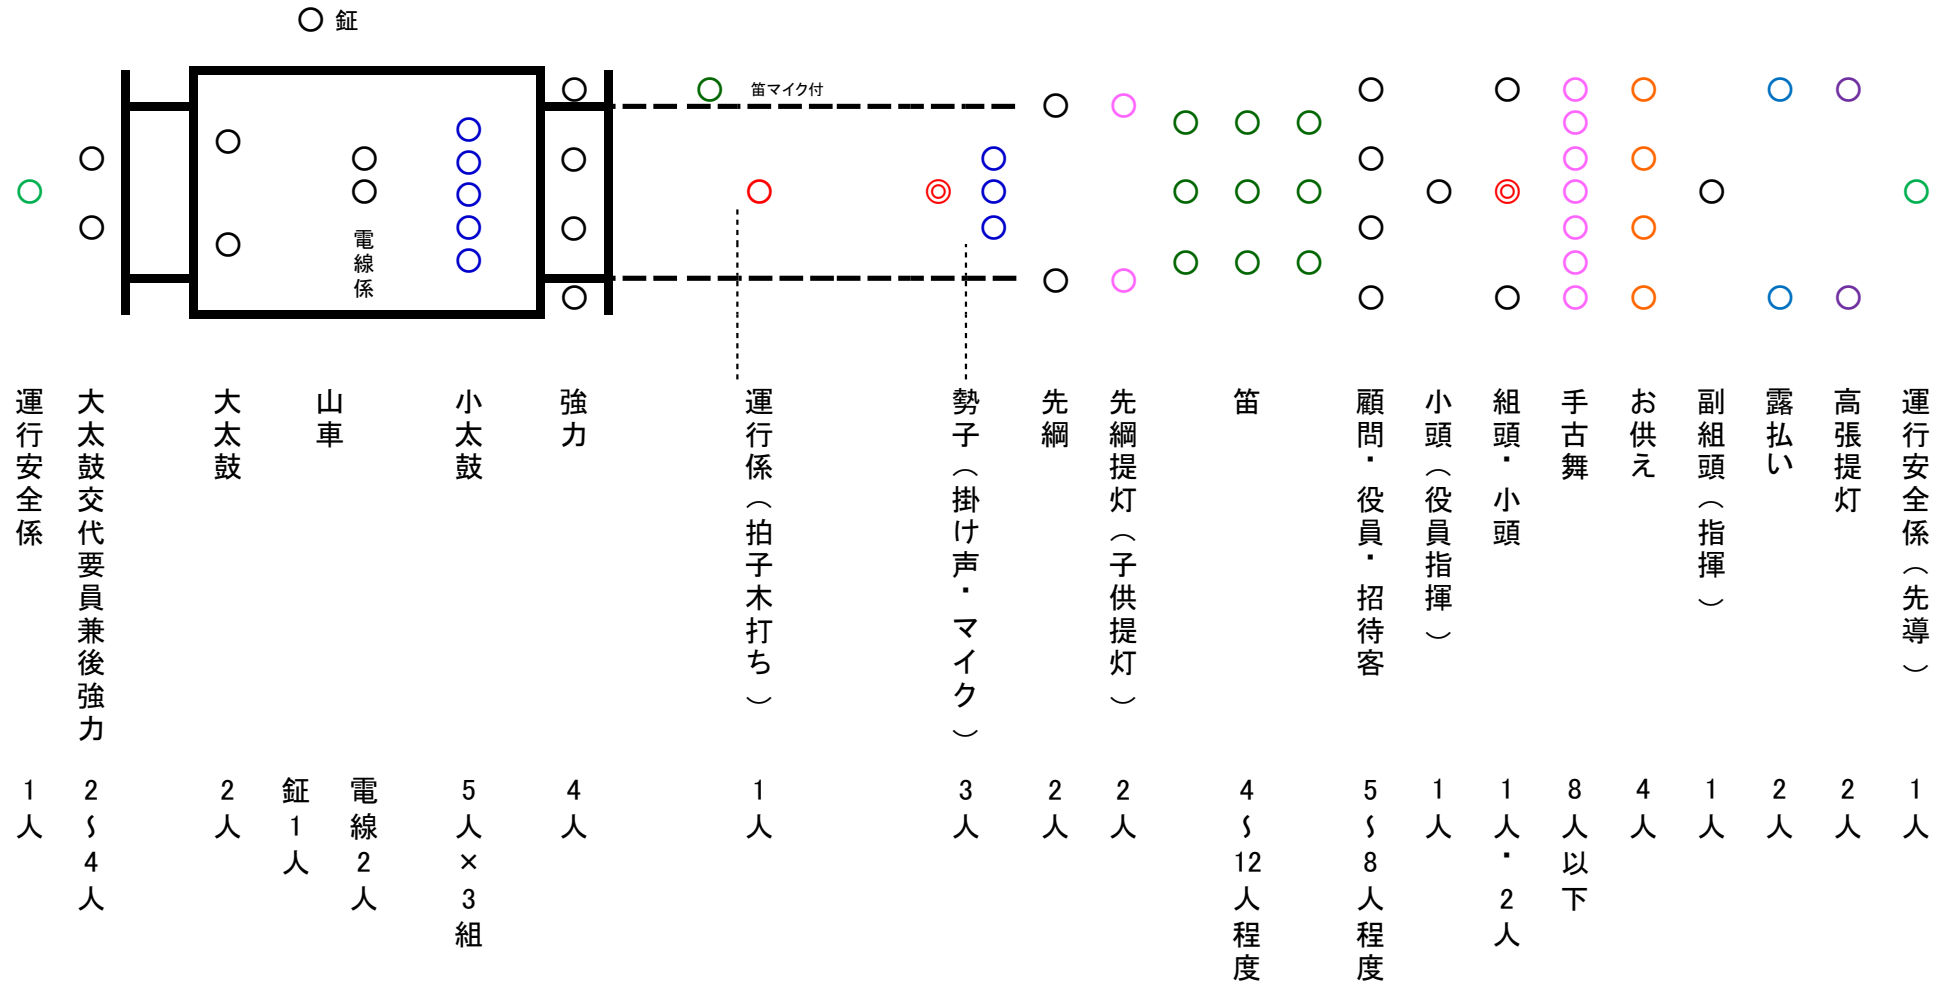 鉦
笛マイク付
電線係
運行安全係
大太鼓交代要員兼後強力
大太鼓
山車
小太鼓
強力
運行係（拍子木打ち）
勢子（掛け声・マイク）
先綱
先綱提灯（子供提灯）
笛
顧問・役員・招待客
小頭（役員指揮）
組頭・小頭
手古舞
お供え
副組頭（指揮）
露払い
高張提灯
運行安全係（先導）
1人
2～4人
2人
鉦1人
電線2人
5人×3組
4人
1人
3人
2人
2人
4～12人程度
5～8人程度
1人
1人・2人
8人以下
4人
1人
2人
2人
1人